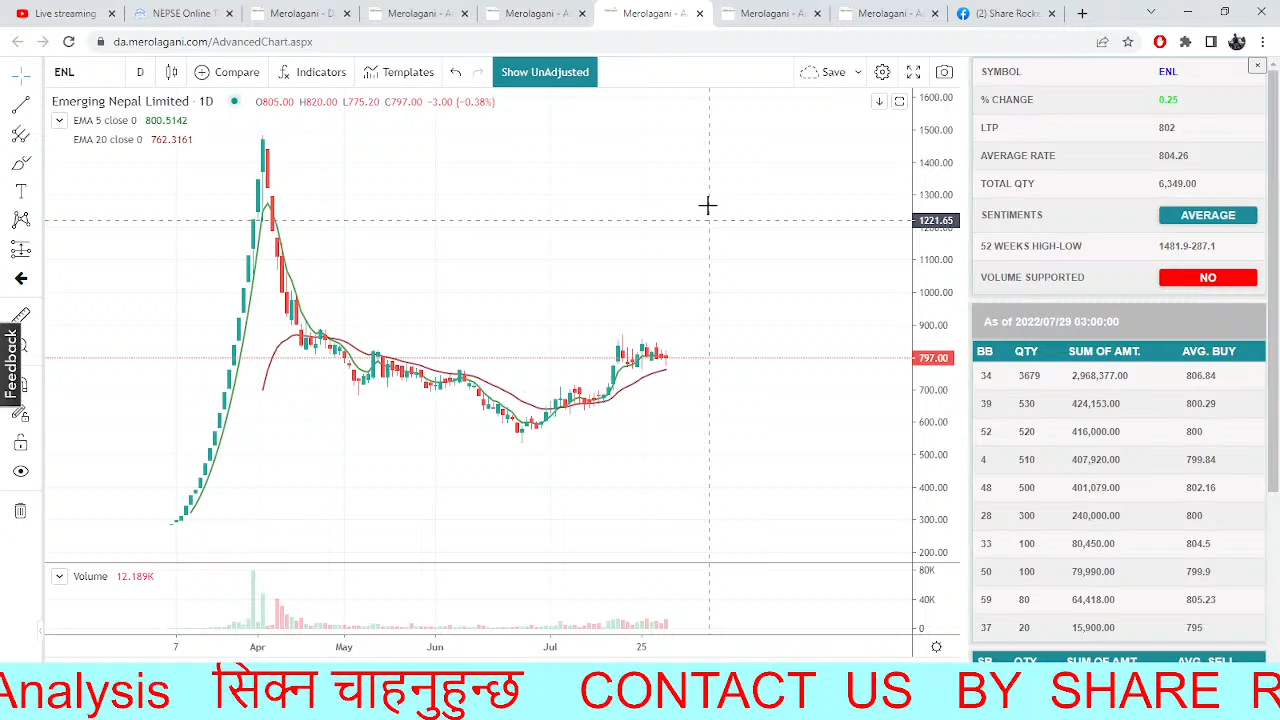 Live streaming
NEPSE Online T
Merolagani - D
Merolagani - A
Merolagani - A
Merolagani - A
Merolagani - A
Merolagani - A
(2) Share Rocks
da.merolagani.com/AdvancedChart.aspx
ENL D Compare Indicators Templates Show UnAdjusted Save
Emerging Nepal Limited · 1D O805.00 H820.00 L775.20 C797.00 -3.00 (-0.38%)
EMA 5 close 0 800.5142
EMA 20 close 0 762.3161
1600.00
1500.00
1400.00
1300.00
1221.65
1200.00
1100.00
1000.00
900.00
797.00
700.00
600.00
500.00
400.00
300.00
200.00
Volume 12.189K
80K
40K
0
7 Apr May Jun Jul 25
Feedback
SYMBOL ENL
% CHANGE 0.25
LTP 802
AVERAGE RATE 804.26
TOTAL QTY 6,349.00
SENTIMENTS AVERAGE
52 WEEKS HIGH-LOW 1481.9-287.1
VOLUME SUPPORTED NO
As of 2022/07/29 03:00:00
BB QTY SUM OF AMT. AVG. BUY
34 3679 2,968,377.00 806.84
39 530 424,153.00 800.29
52 520 416,000.00 800
4 510 407,920.00 799.84
48 500 401,079.00 802.16
28 300 240,000.00 800
33 100 80,450.00 804.5
50 100 79,990.00 799.9
59 80 64,418.00 805.23
37 20 15,900.00 795
SB QTY SUM OF AMT. AVG. SELL
Analysis सिक्न चाहनुहुन्छ CONTACT US BY SHARE R